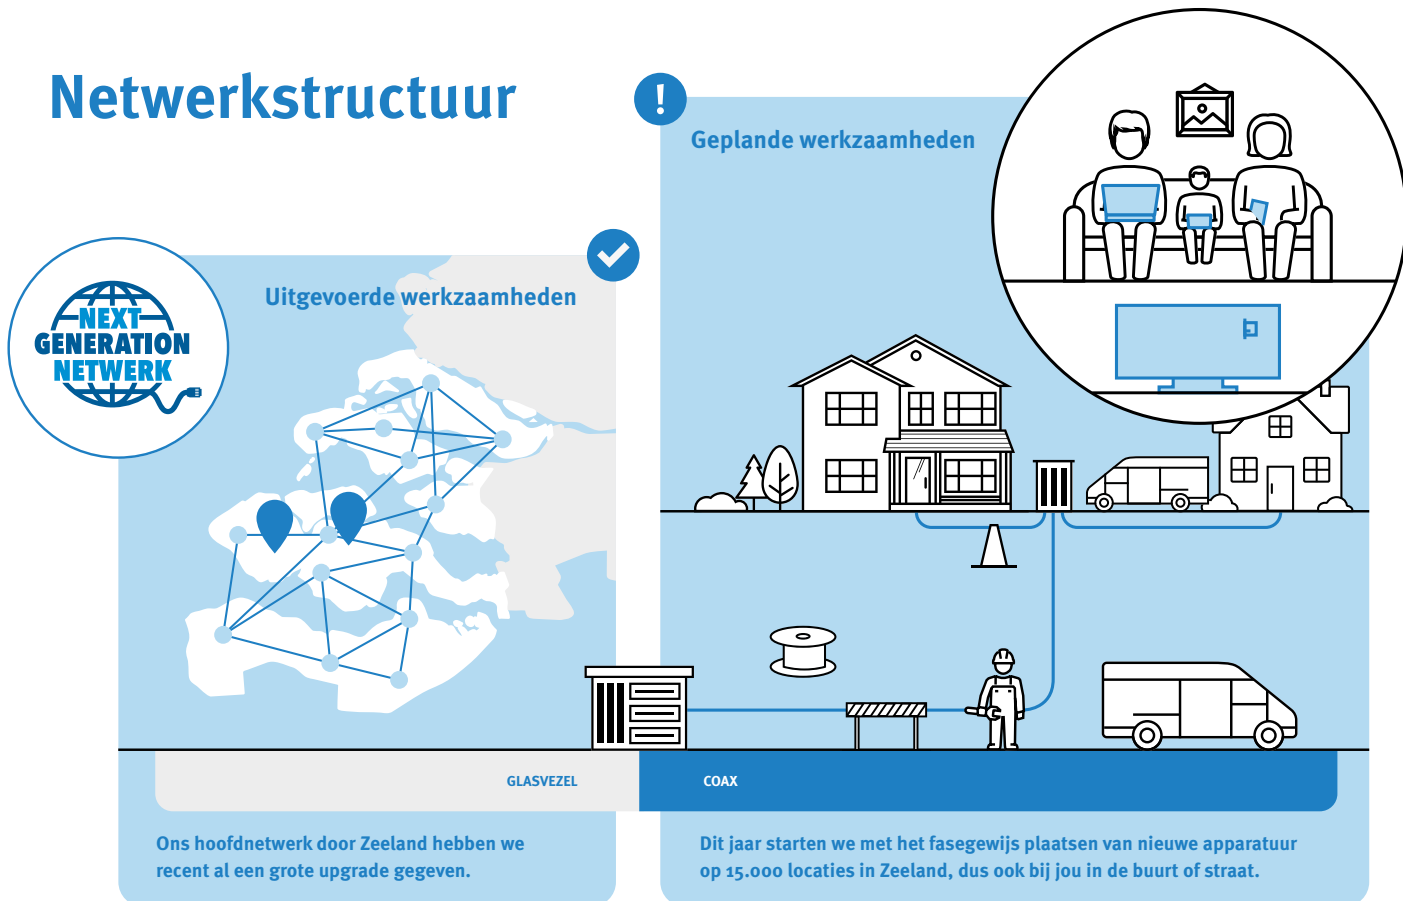 Netwerkstructuur
!
Geplande werkzaamheden
Uitgevoerde werkzaamheden
NEXT
GENERATION
NETWERK
GLASVEZEL
COAX
Ons hoofdnetwerk door Zeeland hebben we
recent al een grote upgrade gegeven.
Dit jaar starten we met het fasegewijs plaatsen van nieuwe apparatuur
op 15.000 locaties in Zeeland, dus ook bij jou in de buurt of straat.